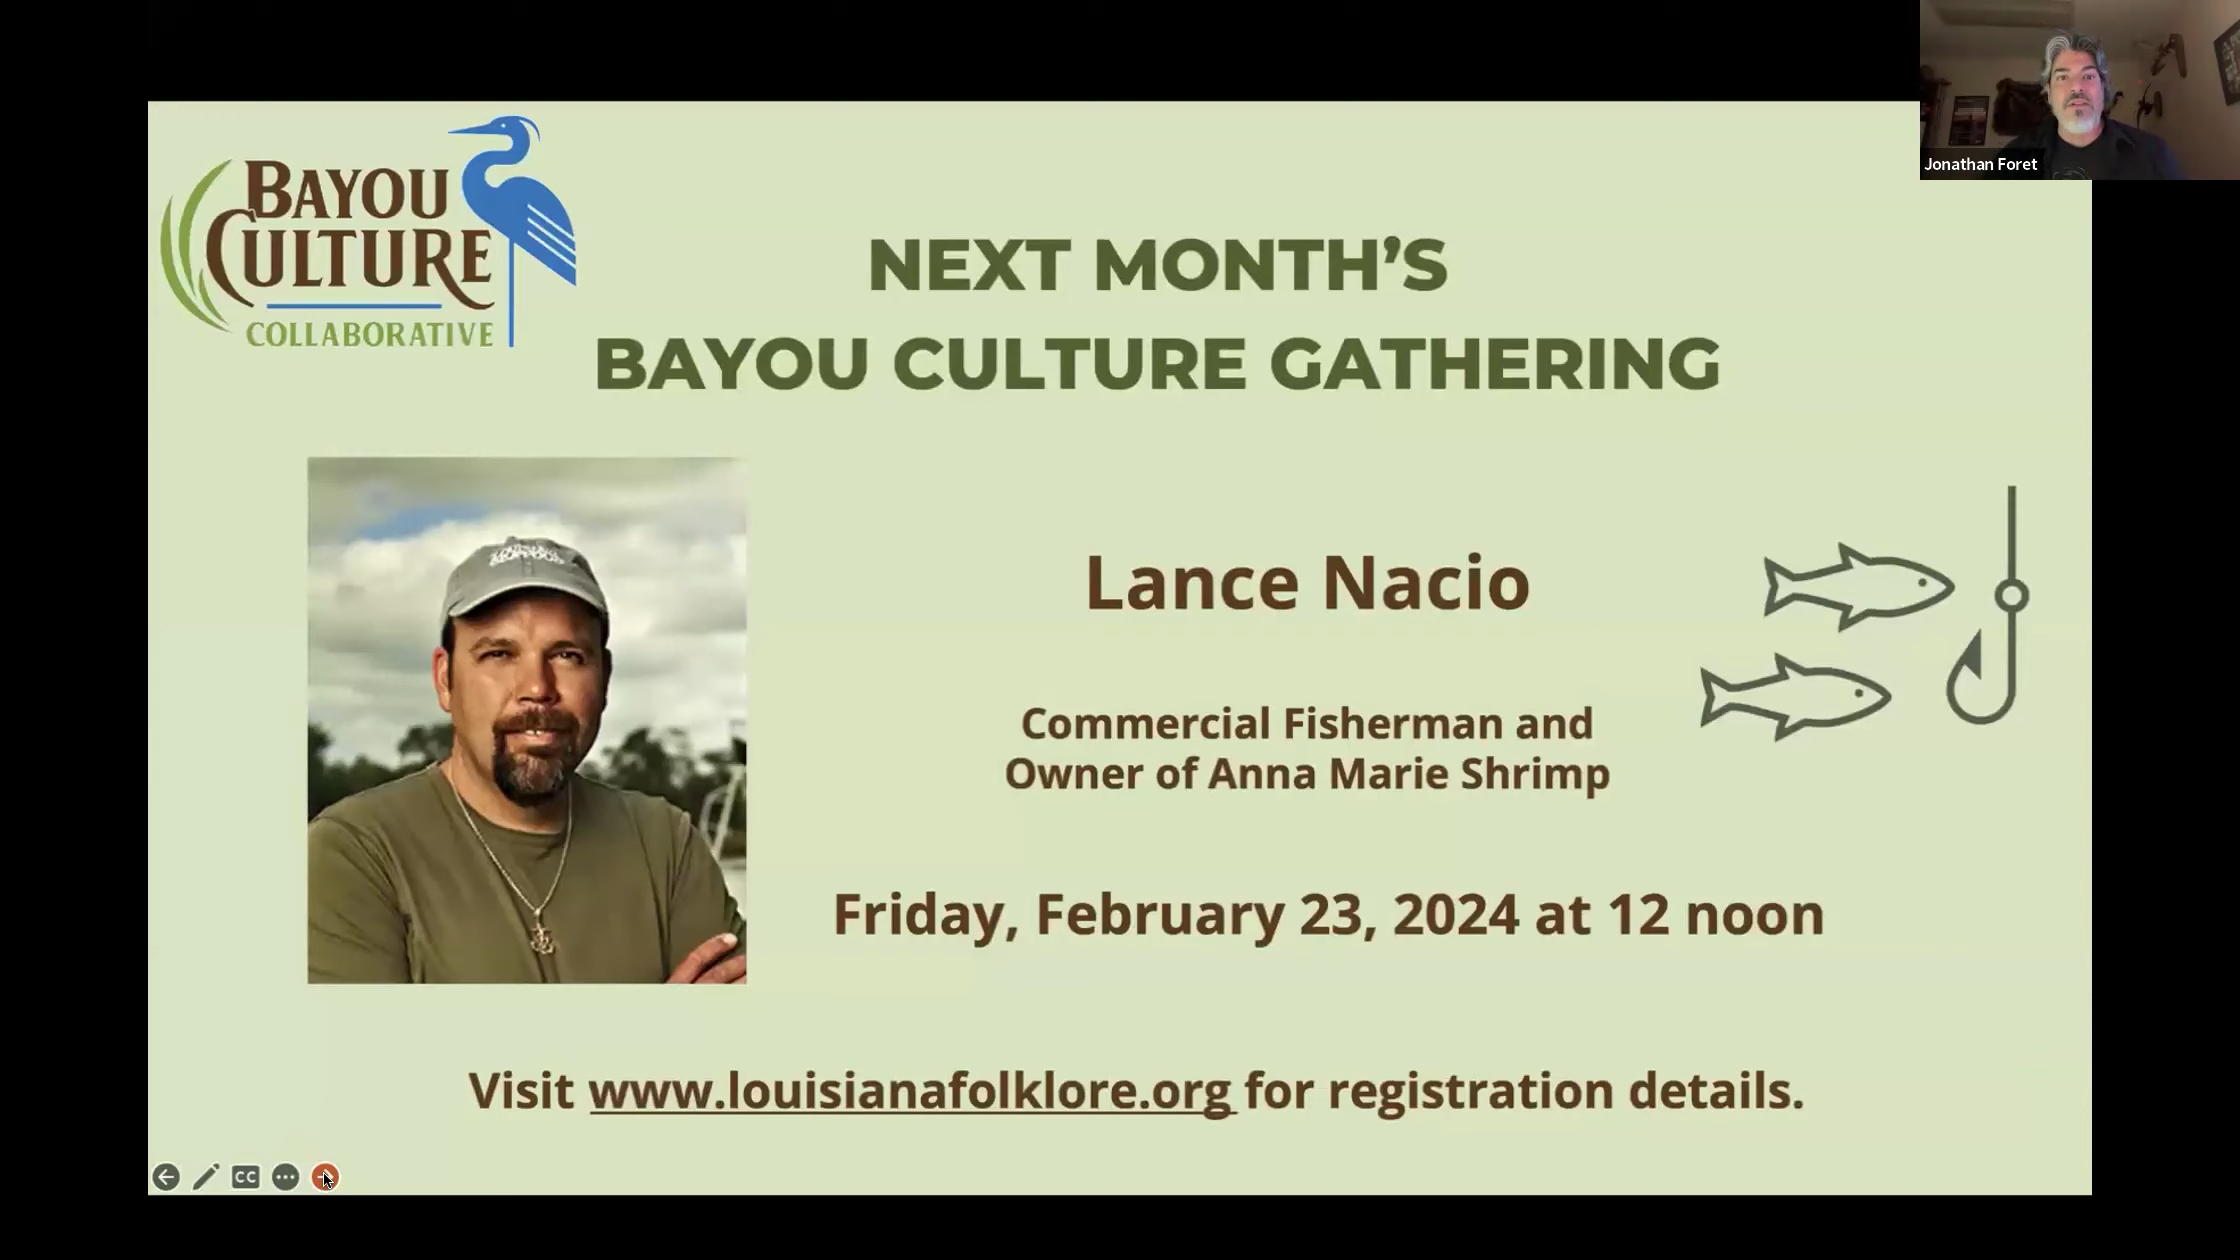 BAYOU
CULTURE
COLLABORATIVE
Jonathan Foret
NEXT MONTH’S
BAYOU CULTURE GATHERING
Lance Nacio
Commercial Fisherman and
Owner of Anna Marie Shrimp
Friday, February 23, 2024 at 12 noon
Visit www.louisianafolklore.org for registration details.
CC